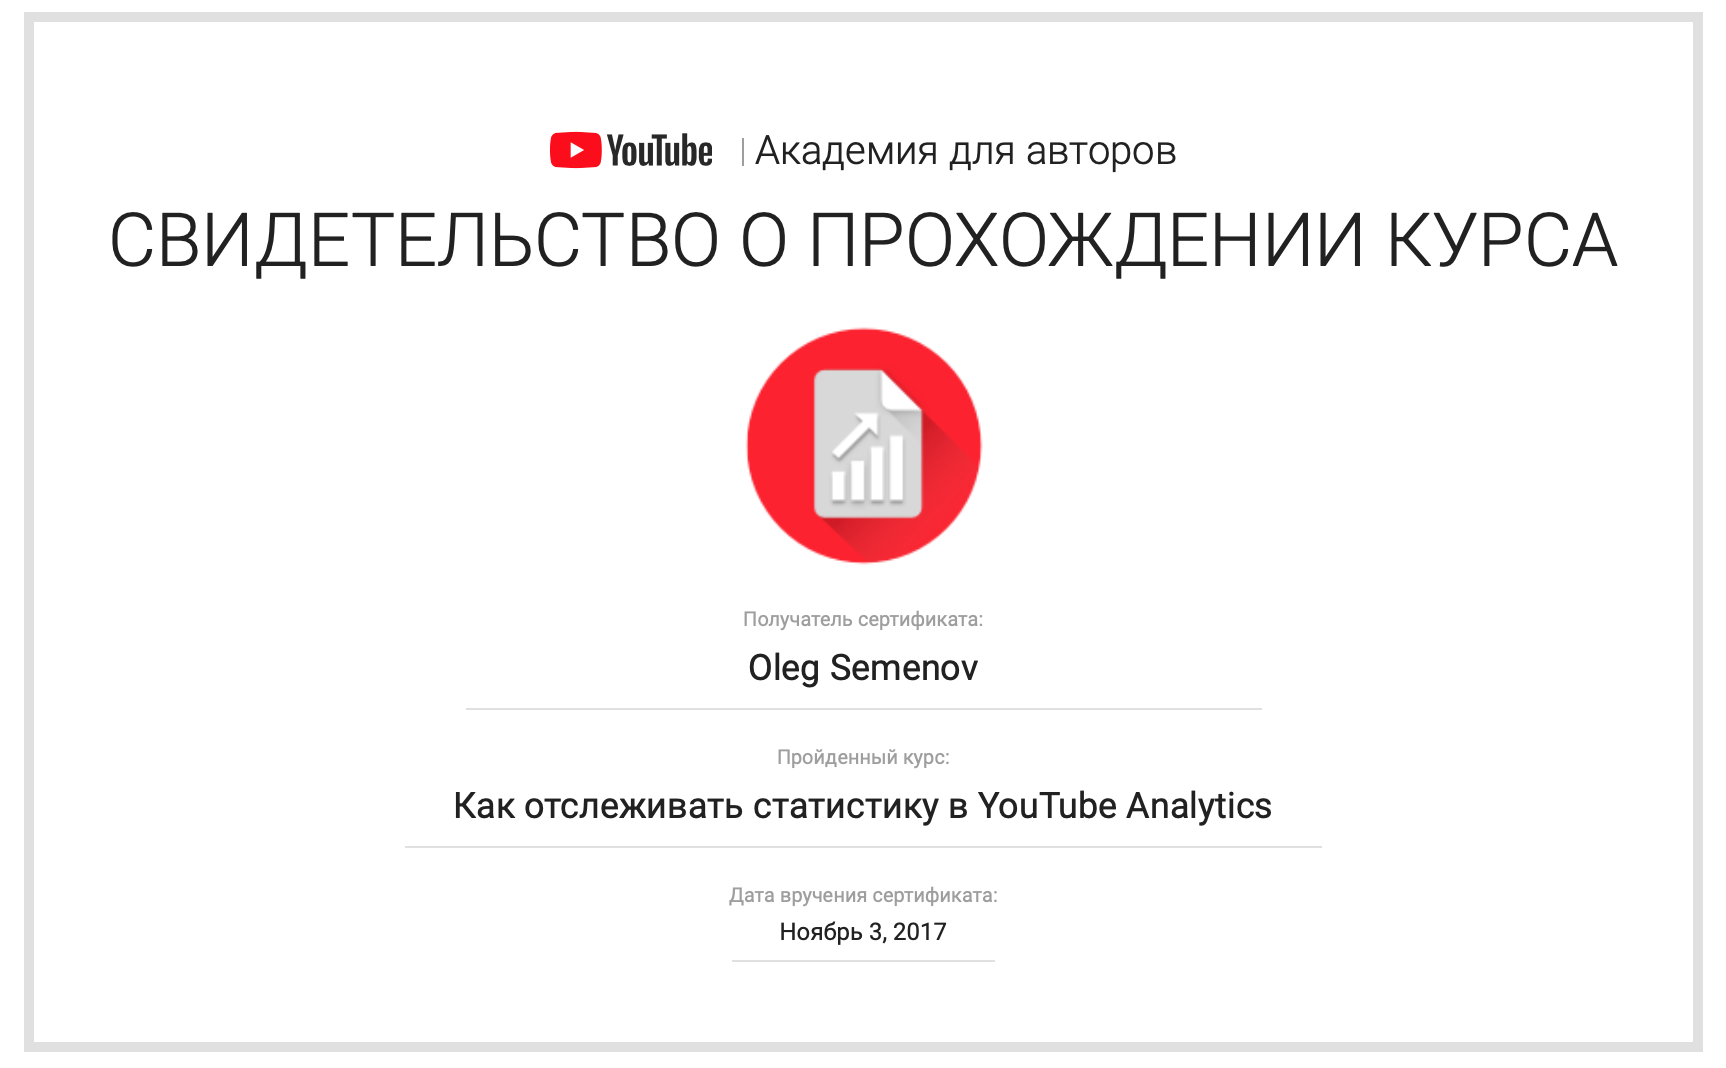 YouTube | Академия для авторов
СВИДЕТЕЛЬСТВО О ПРОХОЖДЕНИИ КУРСА
Получатель сертификата:
Oleg Semenov
Пройденный курс:
Как отслеживать статистику в YouTube Analytics
Дата вручения сертификата:
Ноябрь 3, 2017